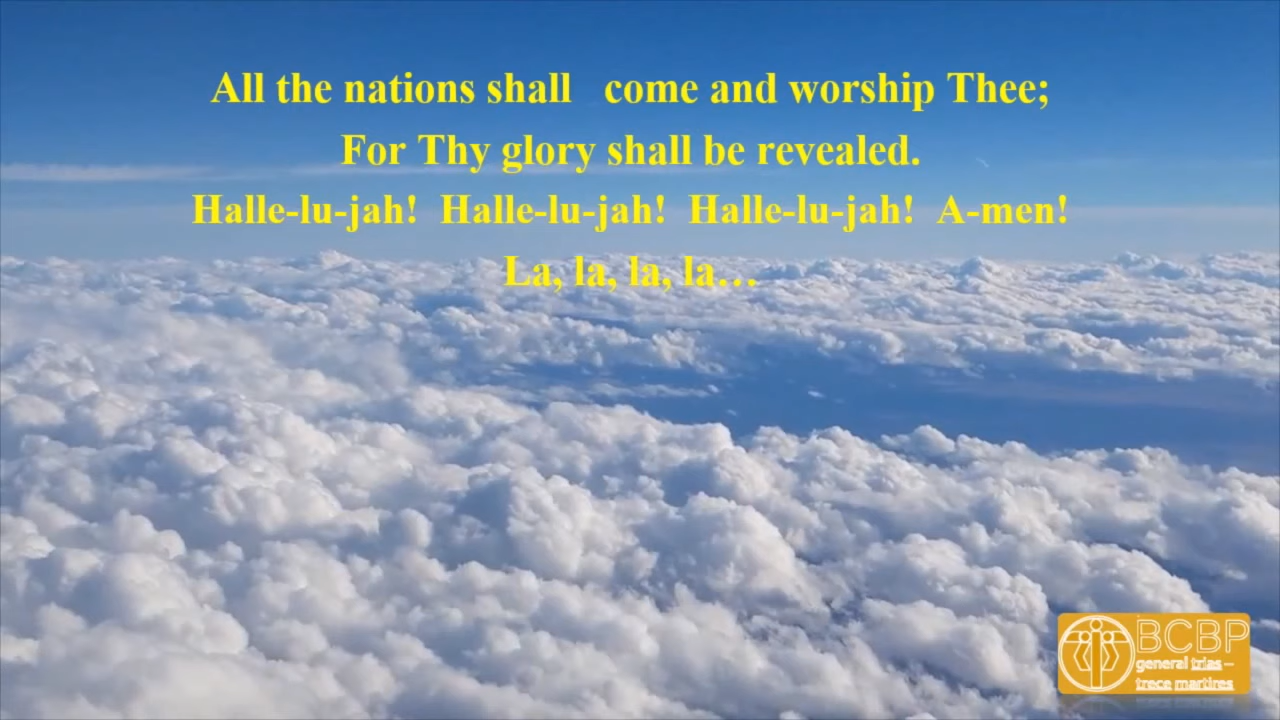 All the nations shall come and worship Thee;
For Thy glory shall be revealed.
Halle-lu-jah! Halle-lu-jah! Halle-lu-jah! A-men!
La, la, la, la…
BCBP
general trias –
trece martires